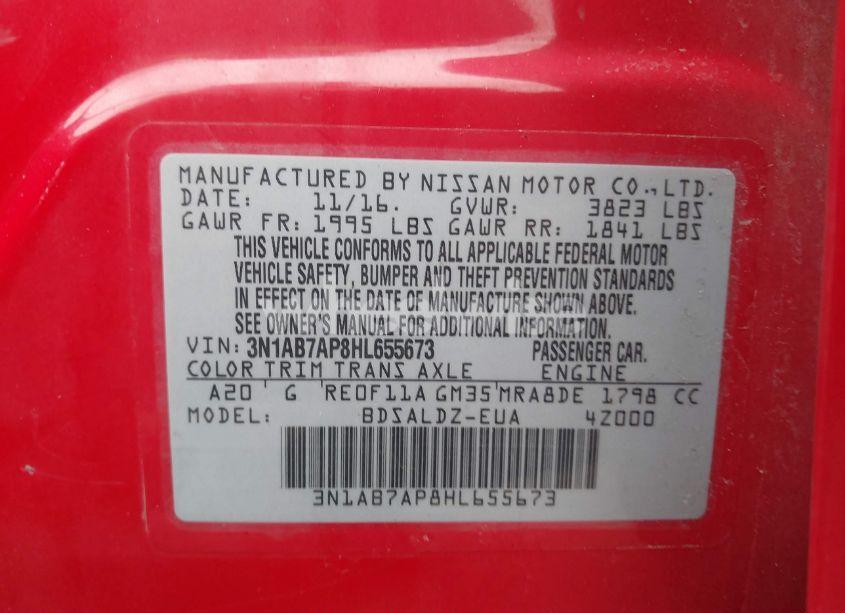 MANUFACTURED BY NISSAN MOTOR CO., LTD.
DATE: 11/16. GVWR: 3823 LBS
GAWR FR: 1995 LBS GAWR RR: 1841 LBS
THIS VEHICLE CONFORMS TO ALL APPLICABLE FEDERAL MOTOR
VEHICLE SAFETY, BUMPER AND THEFT PREVENTION STANDARDS
IN EFFECT ON THE DATE OF MANUFACTURE SHOWN ABOVE.
SEE OWNER'S MANUAL FOR ADDITIONAL INFORMATION.
VIN: 3N1AB7AP8HL655673 PASSENGER CAR.
COLOR TRIM TRANS AXLE ENGINE
A20 G RE0F11A GM35 MRA8DE 1798 CC
MODEL: BDSALDZ-EUA 4Z000
3N1AB7AP8HL655673